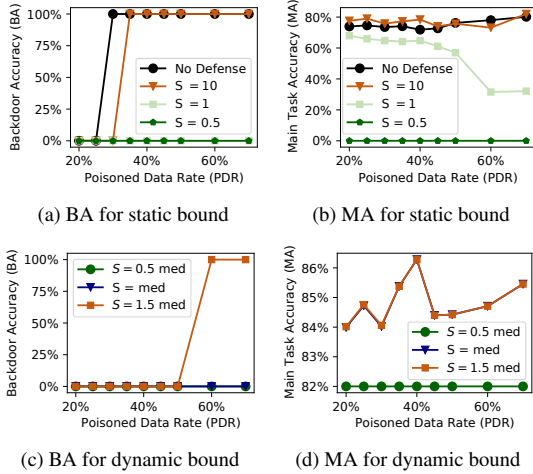 Backdoor Accuracy (BA)
100%
75%
50%
25%
0%
No Defense
S = 10
S = 1
S = 0.5
20% 40% 60%
Poisoned Data Rate (PDR)
(a) BA for static bound
Main Task Accuracy (MA)
80%
60%
40%
20%
0%
No Defense
S = 10
S = 1
S = 0.5
20% 40% 60%
Poisoned Data Rate (PDR)
(b) MA for static bound
Backdoor Accuracy (BA)
100%
75%
50%
25%
0%
S = 0.5 med
S = med
S = 1.5 med
20% 40% 60%
Poisoned Data Rate (PDR)
(c) BA for dynamic bound
Main Task Accuracy (MA)
86%
85%
84%
83%
82%
S = 0.5 med
S = med
S = 1.5 med
20% 40% 60%
Poisoned Data Rate (PDR)
(d) MA for dynamic bound